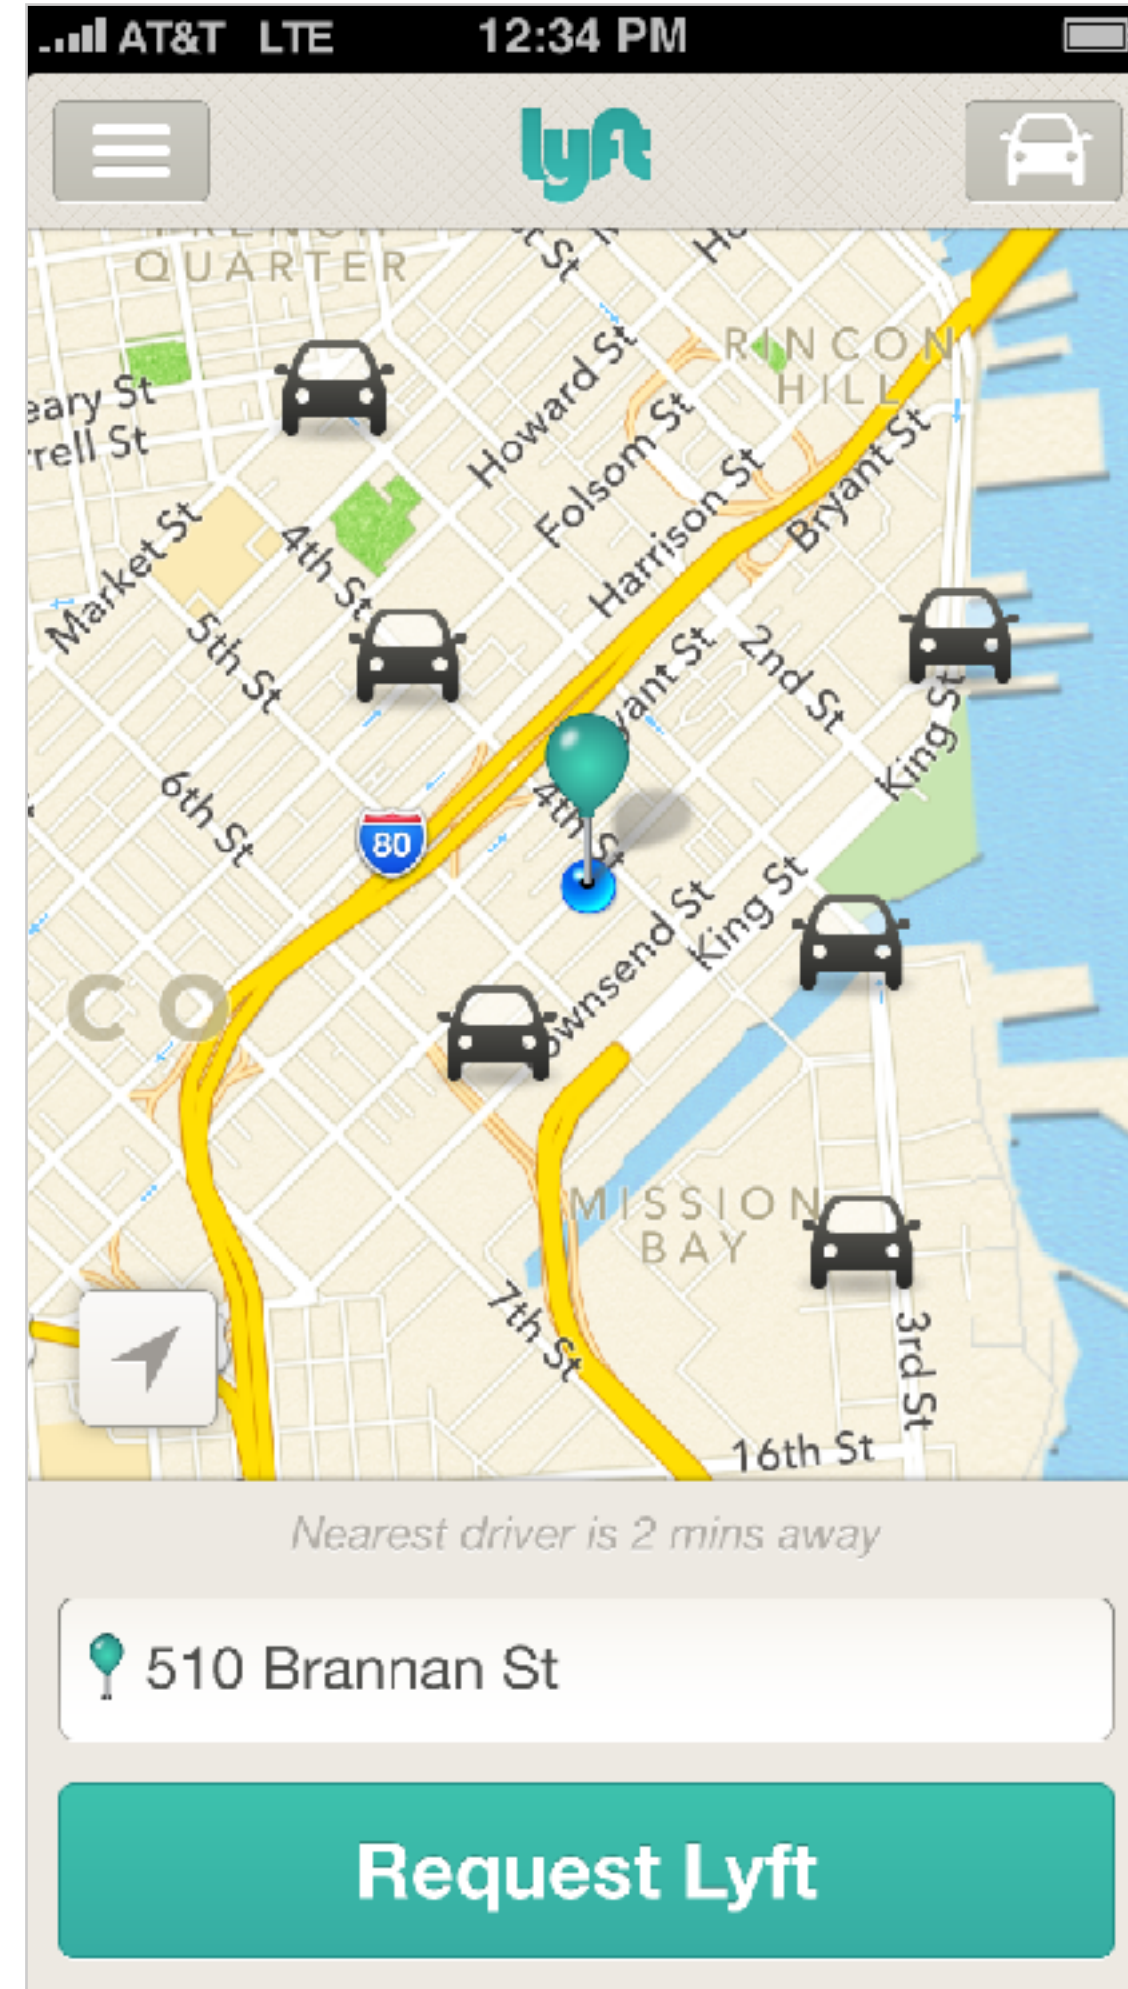 AT&T LTE 12:34 PM
lyft
QUARTER
RINCON
HILL
Howard St
Folsom St
Harrison St
Bryant St
Market St
4th St
5th St
6th St
2nd St
King St
4th St
80
King St
CO
MISSION
BAY
7th St
3rd St
16th St
Nearest driver is 2 mins away
510 Brannan St
Request Lyft